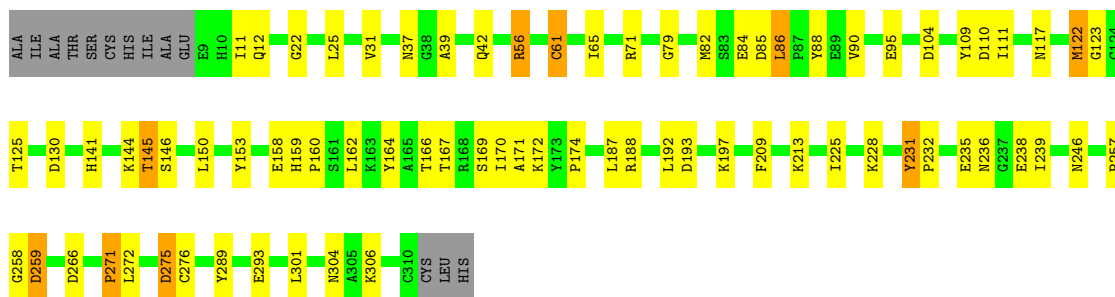 ALA ILE ALA THR SER CYS HIS ILE ALA GLU E9 H10 I11 Q12 G22 L25 V31 N37 G38 A39 Q42 R56 C61 I65 R71 G79 M82 S83 E84 D85 L86 P87 Y88 E89 V90 E95 D104 Y109 D110 I111 N117 M122 G123 G124
T125 D130 H141 K144 T145 S146 L150 Y153 E158 H159 P160 S161 L162 K163 Y164 A165 T166 T167 R168 S169 I170 A171 K172 Y173 P174 L187 R188 L192 D193 K197 F209 K213 I225 K228 Y231 P232 E235 N236 G237 E238 I239 N246
G258 D259 D266 P271 L272 D275 C276 Y289 E293 L301 N304 A305 K306 C310 CYS LEU HIS